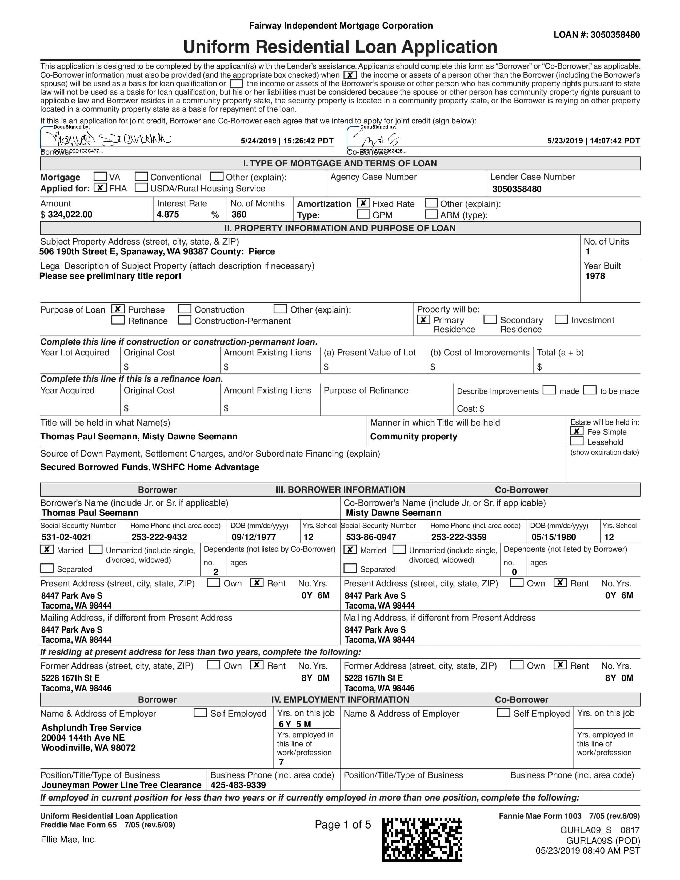 Fairway Independent Mortgage Corporation
LOAN #: 3050358480
Uniform Residential Loan Application
This application is designed to be completed by the applicant(s) with the Lender's assistance. Applicants should complete this form as "Borrower" or "Co-Borrower," as applicable.
Co-Borrower information must also be provided (and the appropriate box checked) when [X] the income or assets of a person other than the Borrower (including the Borrower's
spouse) will be used as a basis for loan qualification or [ ] the income or assets of the Borrower's spouse or other person who has community property rights pursuant to state
law will not be used as a basis for loan qualification, but his or her liabilities must be considered because the spouse or other person has community property rights pursuant to
applicable law and Borrower resides in a community property state, the security is located in a community property state, or the Borrower is relying on other property
located in a community property state as a basis for repayment of the loan.
If this is an application for joint credit, Borrower and Co-Borrower each agree that we intend to apply for joint credit (sign below):
DocuSigned by: DocuSigned by:
5/24/2019 | 15:26:42 PDT 5/23/2019 | 14:07:42 PDT
Borrower Co-Borrower
I. TYPE OF MORTGAGE AND TERMS OF LOAN
Mortgage [ ] VA [ ] Conventional [ ] Other (explain): Agency Case Number Lender Case Number
Applied for: [X] FHA [ ] USDA/Rural Housing Service 3050358480
Amount Interest Rate No. of Months Amortization [X] Fixed Rate [ ] Other (explain):
$ 324,022.00 4.875 % 360 Type: [ ] GPM [ ] ARM (type):
II. PROPERTY INFORMATION AND PURPOSE OF LOAN
Subject Property Address (street, city, state, & ZIP) No. of Units
506 190th Street E, Spanaway, WA 98387 County: Pierce 1
Legal Description of Subject Property (attach description if necessary) Year Built
Please see preliminary title report 1978
Purpose of Loan [X] Purchase [ ] Construction [ ] Other (explain): Property will be:
[ ] Refinance [ ] Construction-Permanent [X] Primary Residence [ ] Secondary Residence [ ] Investment
Complete this line if construction or construction-permanent loan.
Year Lot Acquired Original Cost Amount Existing Liens (a) Present Value of Lot (b) Cost of Improvements Total (a + b)
$ $ $ $ $
Complete this line if this is a refinance loan.
Year Acquired Original Cost Amount Existing Liens Purpose of Refinance Describe Improvements [ ] made [ ] to be made
$ $ Cost: $
Title will be held in what Name(s) Manner in which Title will be held Estate will be held in:
Thomas Paul Seemann, Misty Dawne Seemann Community property [X] Fee Simple
[ ] Leasehold
Source of Down Payment, Settlement Charges, and/or Subordinate Financing (explain) (show expiration date)
Secured Borrowed Funds, WSHFC Home Advantage
Borrower III. BORROWER INFORMATION Co-Borrower
Borrower's Name (include Jr. or Sr. if applicable) Co-Borrower's Name (include Jr. or Sr. if applicable)
Thomas Paul Seemann Misty Dawne Seemann
Social Security Number Home Phone (incl. area code) DOB (mm/dd/yyyy) Yrs. School Social Security Number Home Phone (incl. area code) DOB (mm/dd/yyyy) Yrs. School
531-02-4021 253-222-9432 09/12/1977 12 533-86-0947 253-222-3359 05/15/1980 12
[X] Married [ ] Unmarried (include single, Dependents (not listed by Co-Borrower) [X] Married [ ] Unmarried (include single, Dependents (not listed by Borrower)
[ ] Separated divorced, widowed) no. 2 ages [ ] Separated divorced, widowed) no. 0 ages
Present Address (street, city, state, ZIP) [ ] Own [X] Rent No. Yrs. Present Address (street, city, state, ZIP) [ ] Own [X] Rent No. Yrs.
8447 Park Ave S 0Y 6M 8447 Park Ave S 0Y 6M
Tacoma, WA 98444 Tacoma, WA 98444
Mailing Address, if different from Present Address Mailing Address, if different from Present Address
8447 Park Ave S 8447 Park Ave S
Tacoma, WA 98444 Tacoma, WA 98444
If residing at present address for less than two years, complete the following:
Former Address (street, city, state, ZIP) [ ] Own [X] Rent No. Yrs. Former Address (street, city, state, ZIP) [ ] Own [X] Rent No. Yrs.
5228 167th St E 8Y 0M 5228 167th St E 8Y 0M
Tacoma, WA 98446 Tacoma, WA 98446
Borrower IV. EMPLOYMENT INFORMATION Co-Borrower
Name & Address of Employer [ ] Self Employed Yrs. on this job Name & Address of Employer [ ] Self Employed Yrs. on this job
6 Y 5 M
Ashplundh Tree Service Yrs. employed in this line of work/profession Yrs. employed in this line of work/profession
20004 144th Ave NE
Woodinville, WA 98072
7
Position/Title/Type of Business Business Phone (incl. area code) Position/Title/Type of Business Business Phone (incl. area code)
Jouneyman Power Line Tree Clearance 425-483-9339
If employed in current position for less than two years or if currently employed in more than one position, complete the following:
Uniform Residential Loan Application Fannie Mae Form 1003 7/05 (rev.6/09)
Freddie Mac Form 65 7/05 (rev.6/09) Page 1 of 5 GURLA09_S 0817
Ellie Mae, Inc. GURLA09S (POD)
05/23/2019 08:40 AM PST